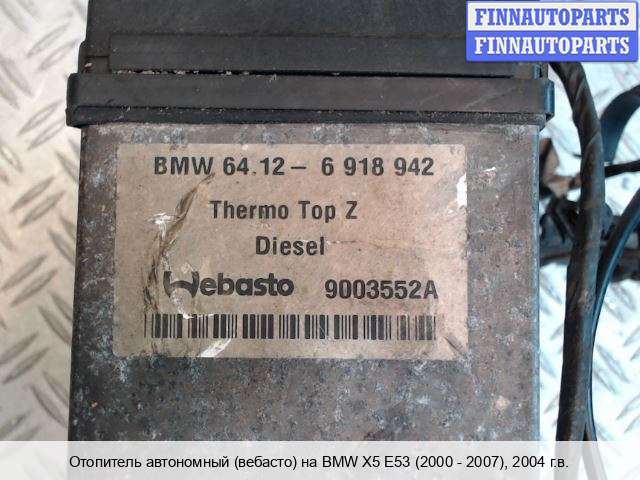 FINNAUTOPARTS
FINNAUTOPARTS
BMW 64.12 – 6 918 942
Thermo Top Z
Diesel
Webasto 9003552A
Отопитель автономный (вебасто) на BMW X5 E53 (2000 - 2007), 2004 г.в.